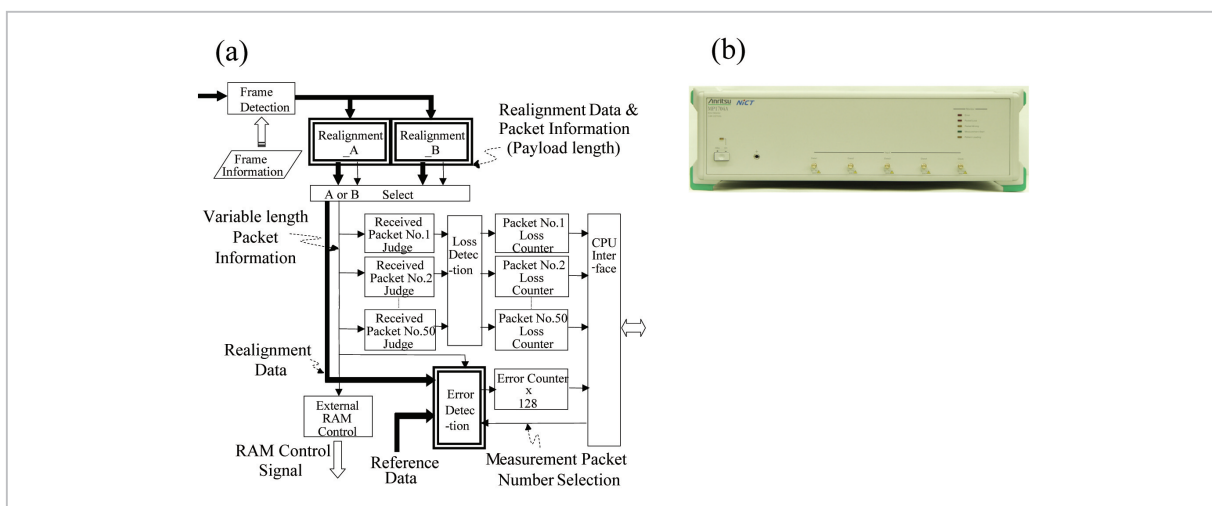 (a)
(b)
Frame
Detection
Frame
Information
Realignment
_A
Realignment
_B
Realignment Data &
Packet Information
(Payload length)
A or B Select
Variable length
Packet
Information
Received
Packet No.1
Judge
Received
Packet No.2
Judge
Received
Packet No.50
Judge
Loss
Detec
-tion
Packet No.1
Loss
Counter
Packet No.2
Loss
Counter
Packet No.50
Loss
Counter
CPU
Inter
-face
Realignment
Data
External
RAM
Control
RAM Control
Signal
Error
Detec
-tion
Error Counter
x
128
Reference
Data
Measurement Packet
Number Selection
Anritsu NICT